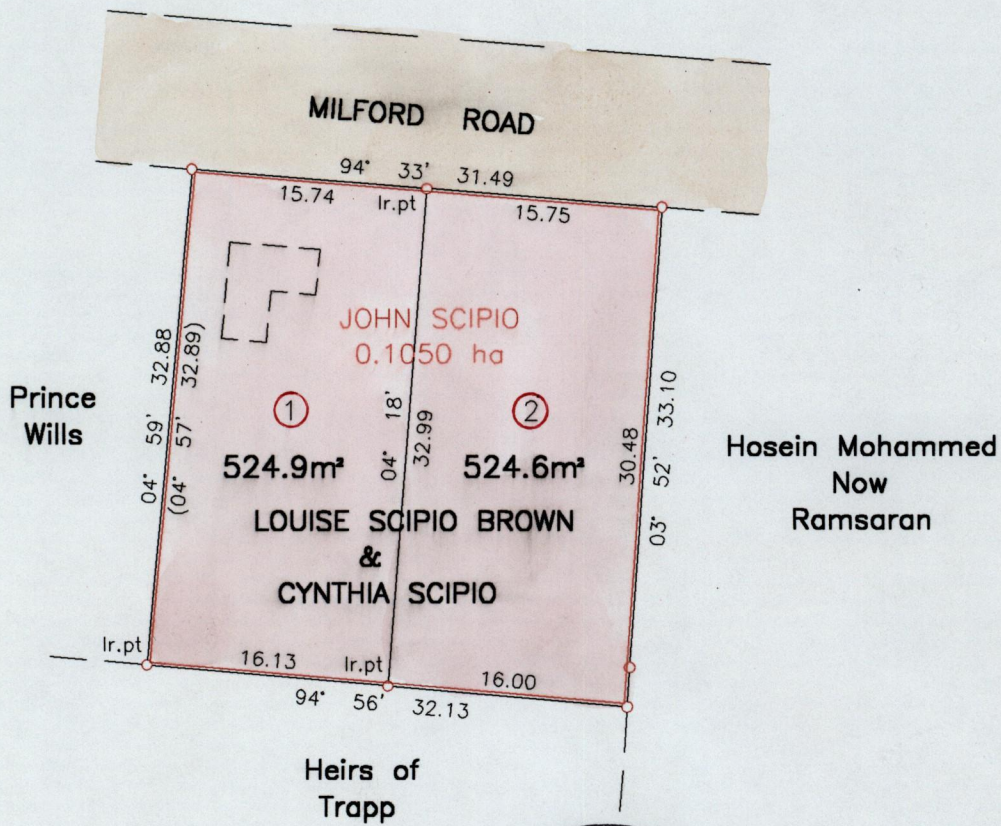 MILFORD ROAD
94° 33' 31.49
15.74
Ir.pt
15.75
JOHN SCIPIO
0.1050 ha
32.88
32.89)
04° 59'
(04° 57'
Prince
Wills
1
524.9m²
04° 18'
32.99
2
524.6m²
30.48
03° 52' 33.10
Hosein Mohammed
Now
Ramsaran
LOUISE SCIPIO BROWN
&
CYNTHIA SCIPIO
Ir.pt
16.13
Ir.pt
16.00
94° 56' 32.13
Heirs of
Trapp